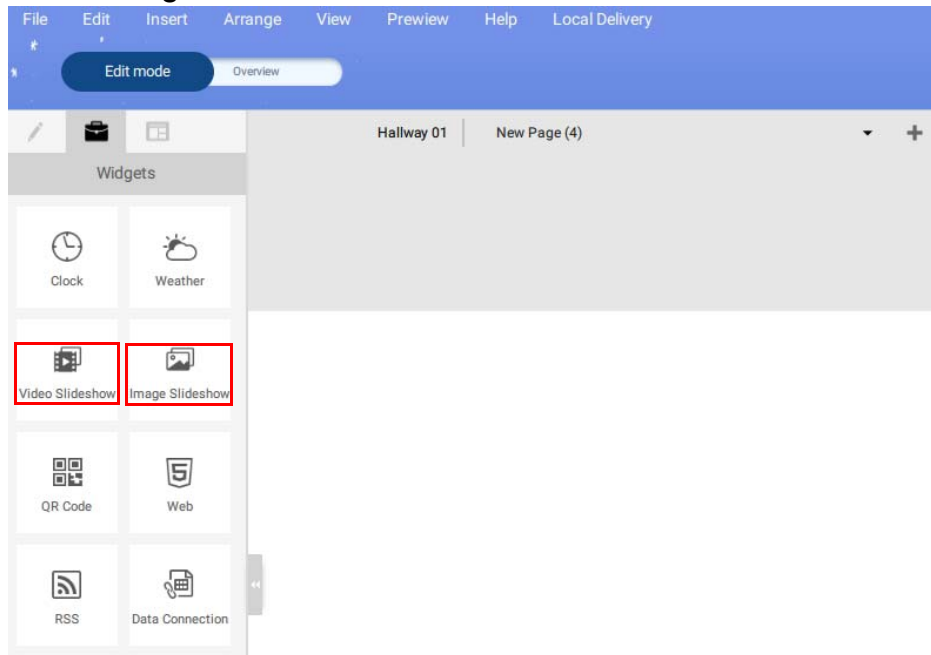 File Edit Insert Arrange View Prewiew Help Local Delivery
Edit mode Overview
Hallway 01 New Page (4)
Widgets
Clock Weather
Video Slideshow Image Slideshow
QR Code Web
RSS Data Connection